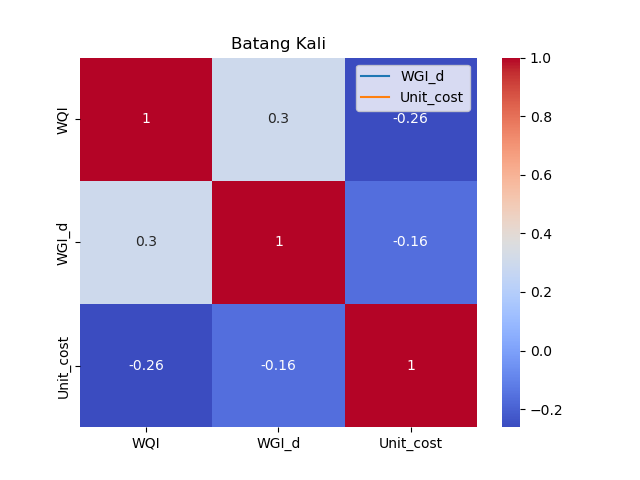 Batang Kali
WGI_d
Unit_cost
WQI
1
0.3
-0.26
WGI_d
0.3
1
-0.16
Unit_cost
-0.26
-0.16
1
WQI
WGI_d
Unit_cost
1.0
0.8
0.6
0.4
0.2
0.0
−0.2